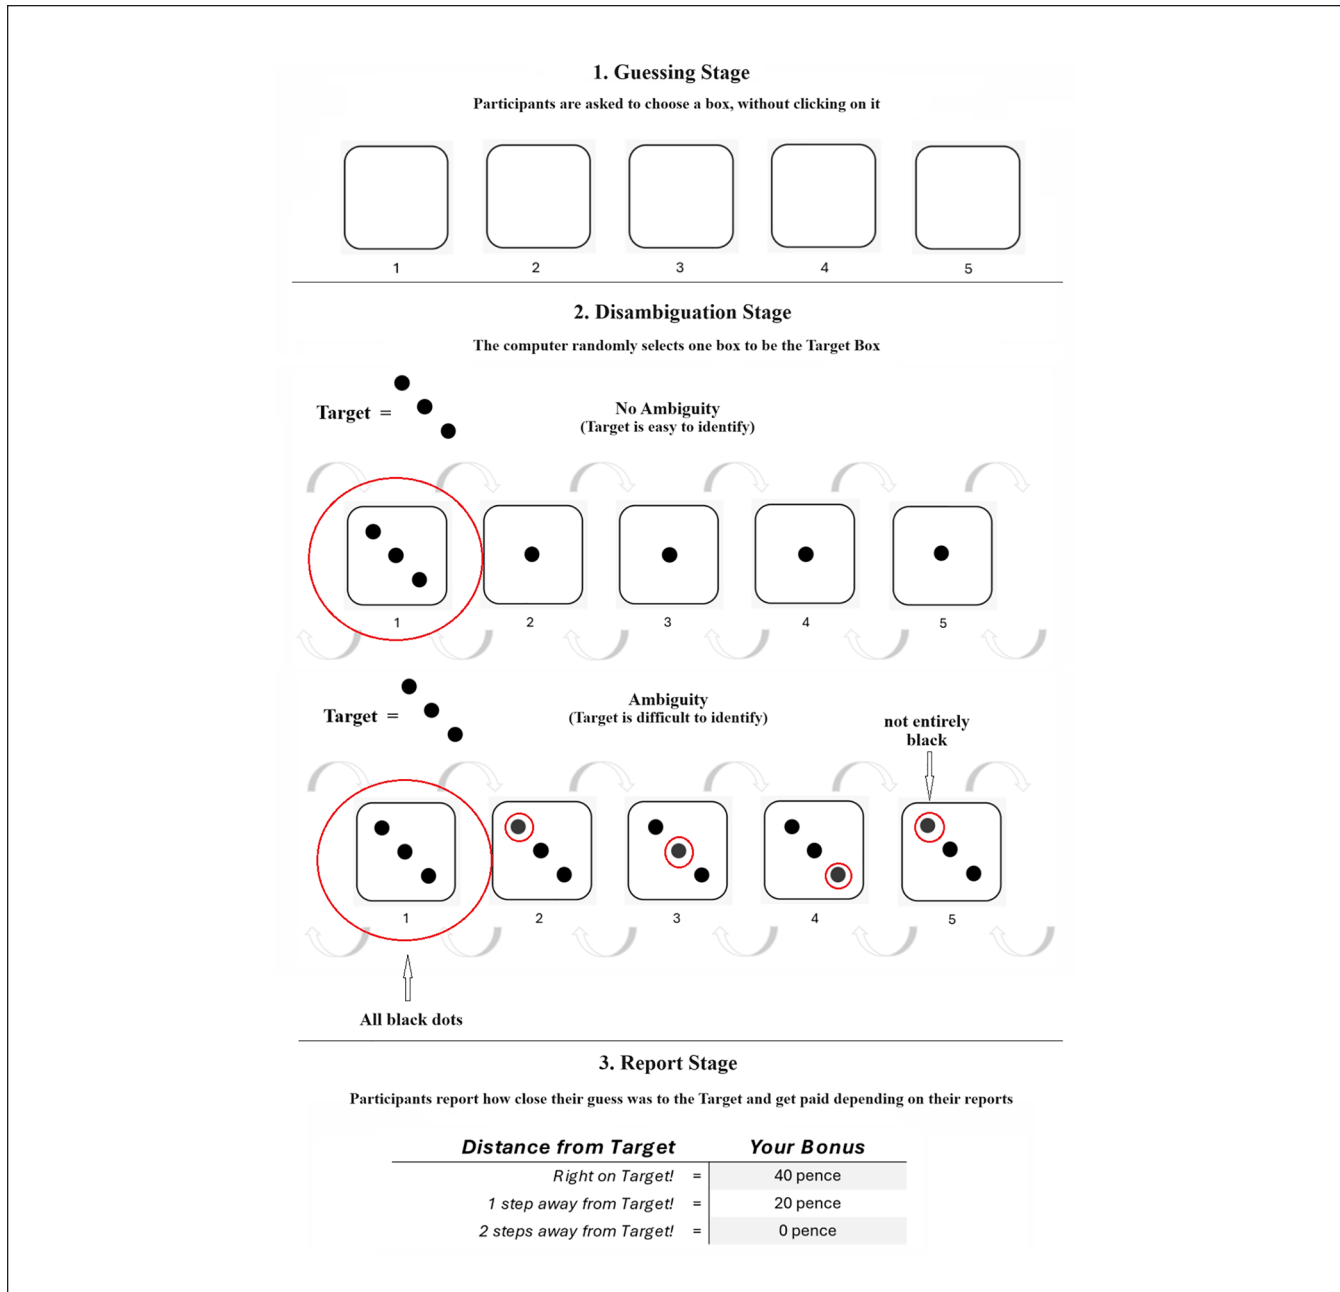 1. Guessing Stage
Participants are asked to choose a box, without clicking on it
1 2 3 4 5
2. Disambiguation Stage
The computer randomly selects one box to be the Target Box
Target =
No Ambiguity
(Target is easy to identify)
1 2 3 4 5
Target =
Ambiguity
(Target is difficult to identify)
not entirely
black
1 2 3 4 5
All black dots
3. Report Stage
Participants report how close their guess was to the Target and get paid depending on their reports
Distance from Target Your Bonus
Right on Target! = 40 pence
1 step away from Target! = 20 pence
2 steps away from Target! = 0 pence